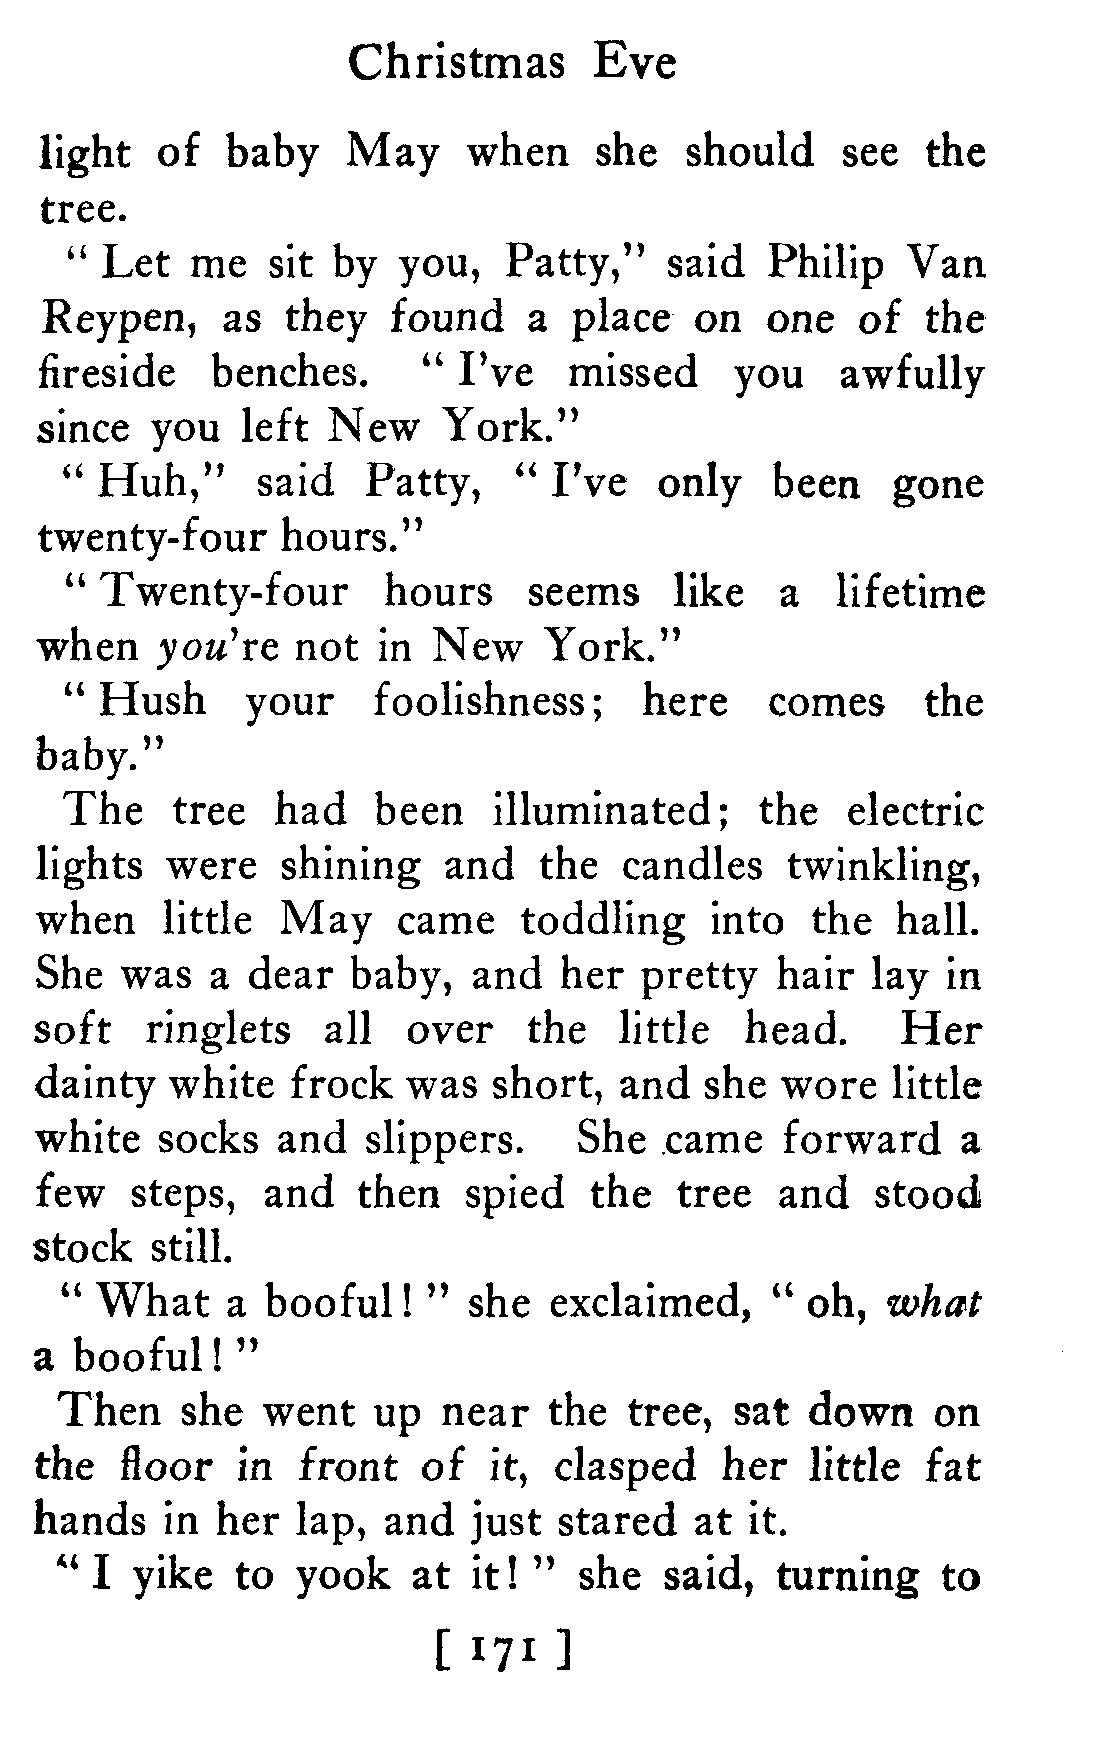 Christmas Eve
light of baby May when she should see the
tree.
" Let me sit by you, Patty," said Philip Van
Reypen, as they found a place on one of the
fireside benches. " I've missed you awfully
since you left New York."
" Huh," said Patty, " I've only been gone
twenty-four hours."
" Twenty-four hours seems like a lifetime
when you're not in New York."
" Hush your foolishness; here comes the
baby."
The tree had been illuminated; the electric
lights were shining and the candles twinkling,
when little May came toddling into the hall.
She was a dear baby, and her pretty hair lay in
soft ringlets all over the little head. Her
dainty white frock was short, and she wore little
white socks and slippers. She came forward a
few steps, and then spied the tree and stood
stock still.
" What a booful! " she exclaimed, " oh, what
a booful! "
Then she went up near the tree, sat down on
the floor in front of it, clasped her little fat
hands in her lap, and just stared at it.
" I yike to yook at it! " she said, turning to
[ 171 ]